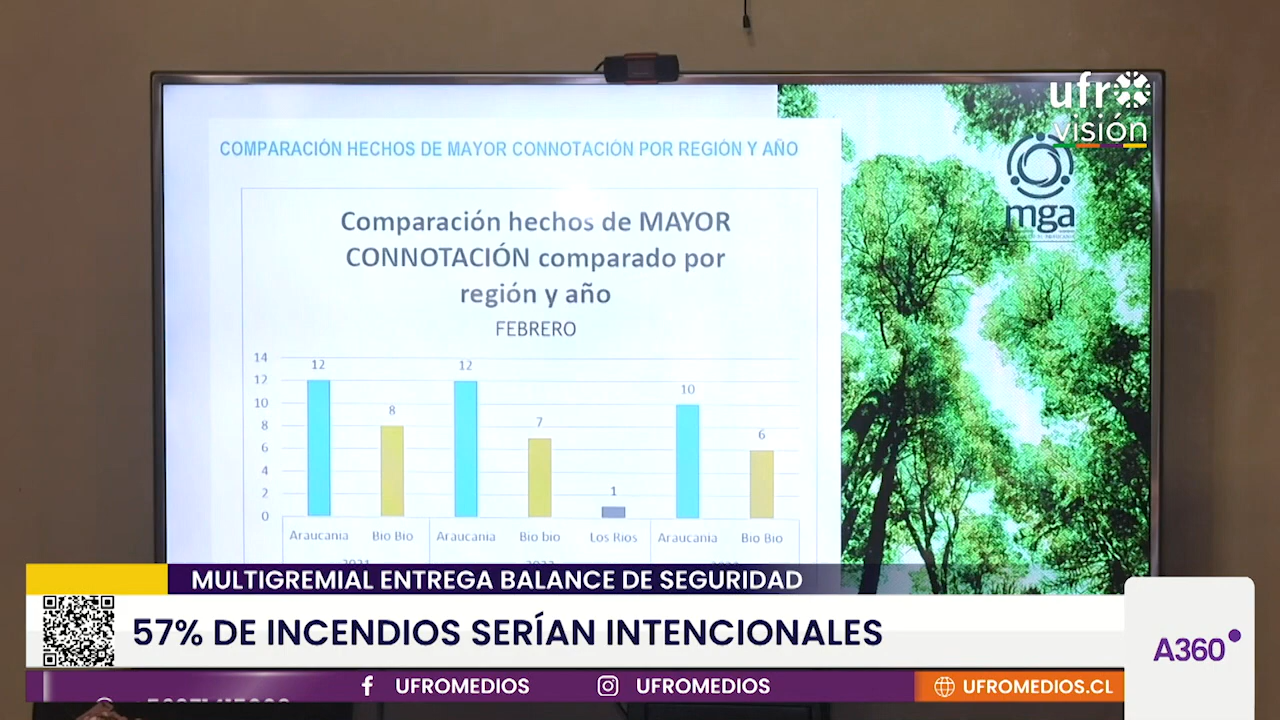 ufro
visión
mga
COMPARACIÓN HECHOS DE MAYOR CONNOTACIÓN POR REGIÓN Y AÑO
Comparación hechos de MAYOR
CONNOTACIÓN comparado por
región y año
FEBRERO
14
12
10
8
6
4
2
0
12
8
12
7
1
10
6
Araucania
Bio Bio
Araucania
Bio bio
Los Rios
Araucania
Bio Bio
MULTIGREMIAL ENTREGA BALANCE DE SEGURIDAD
57% DE INCENDIOS SERÍAN INTENCIONALES
A360
UFROMEDIOS
UFROMEDIOS
UFROMEDIOS.CL